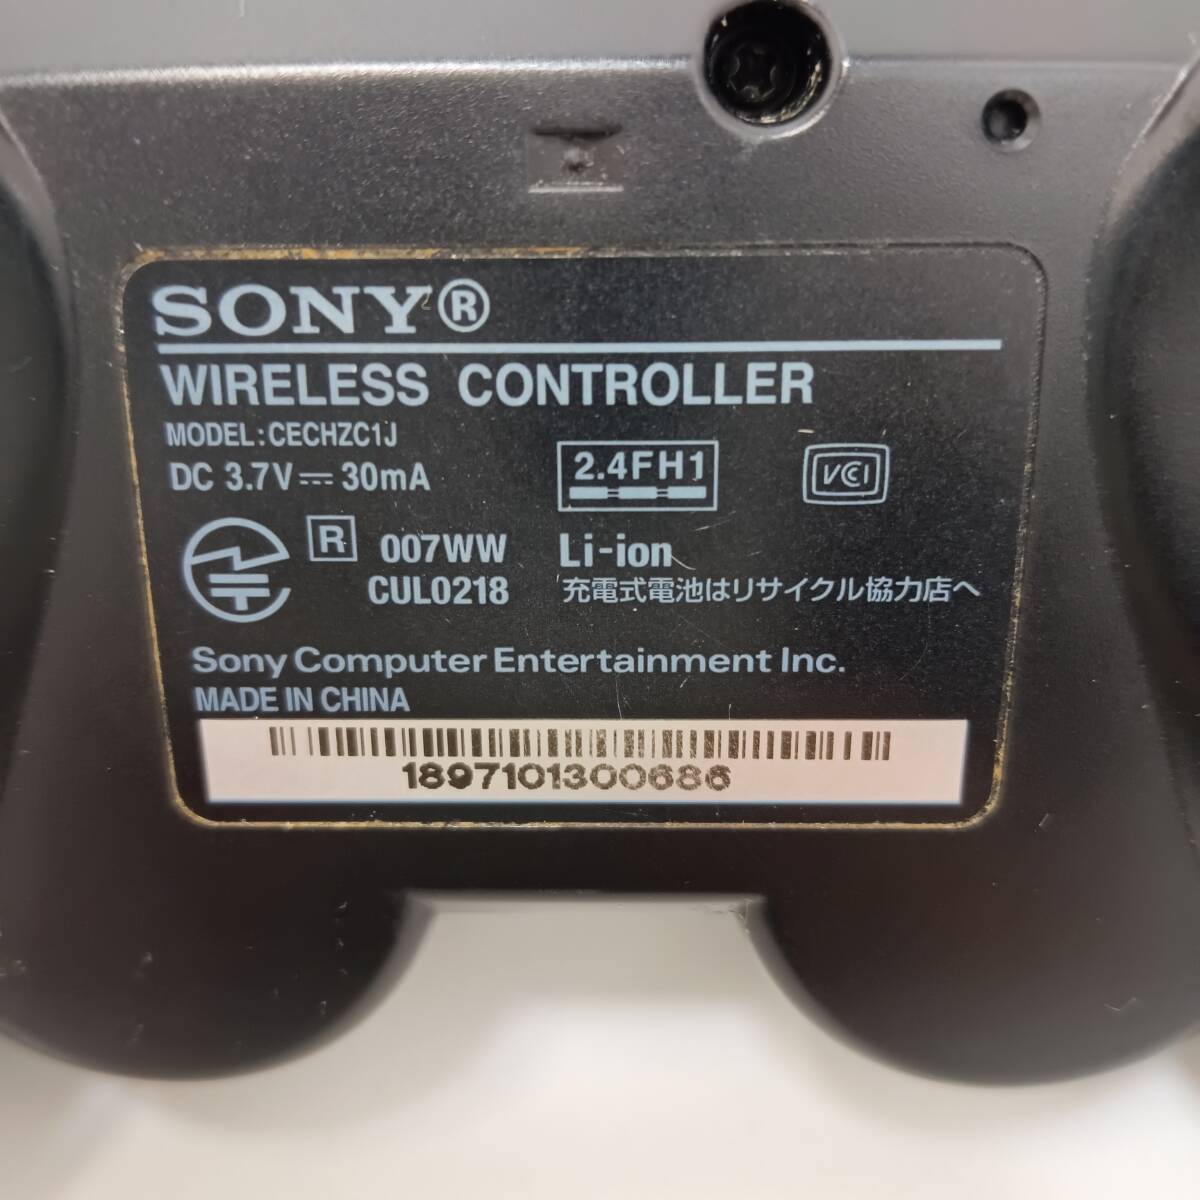 SONY®
WIRELESS CONTROLLER
MODEL:CECHZC1J
DC 3.7V ⎓ 30mA
2.4FH1
VCCI
R 007WW
CUL0218
Li-ion
充電式電池はリサイクル協力店へ
Sony Computer Entertainment Inc.
MADE IN CHINA
1897101300686